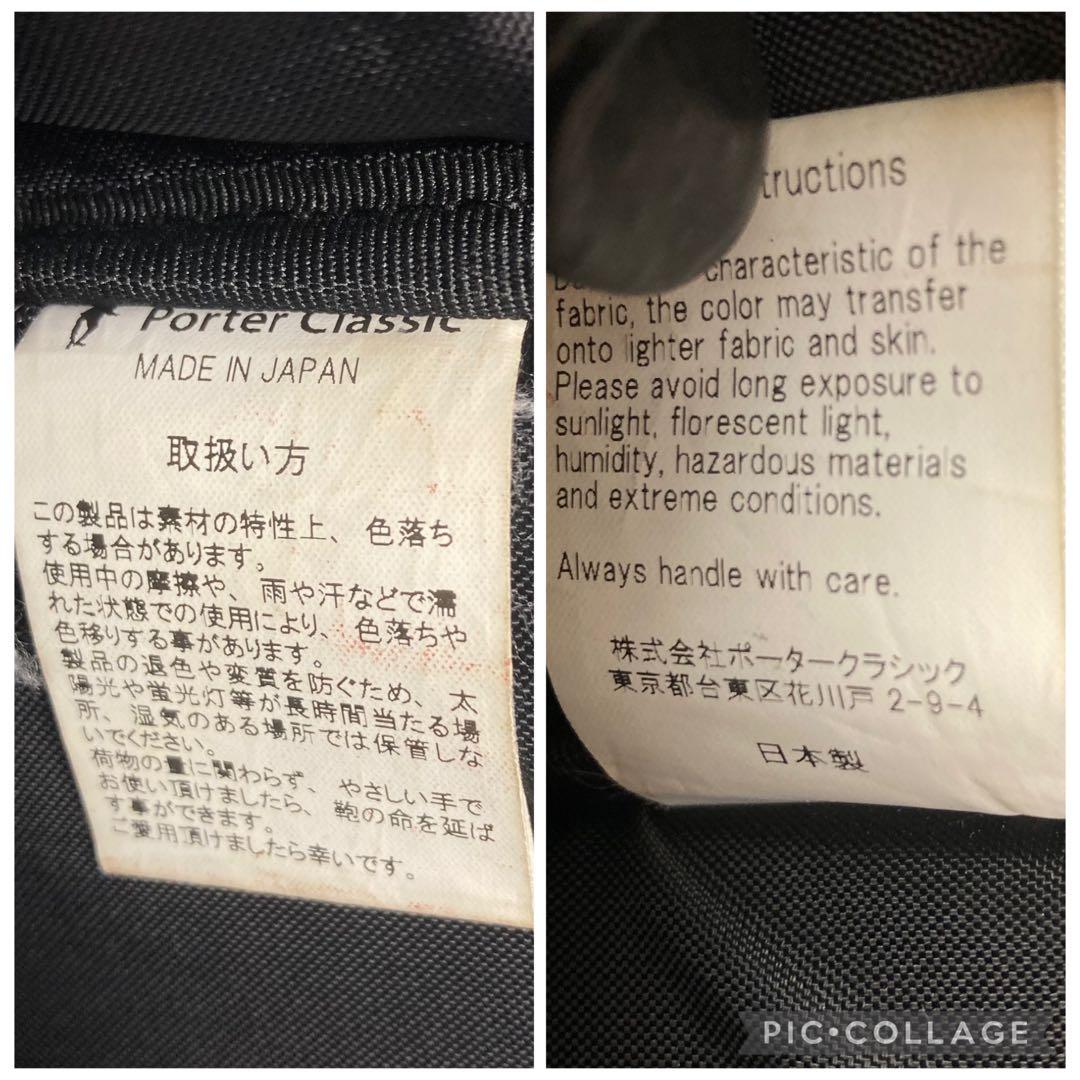 Porter Classic
MADE IN JAPAN
取扱い方
この製品は素材の特性上、色落ち
する場合があります。
使用中の摩擦や、雨や汗などで濡
れた状態での使用により、色落ちや
色移りする事があります。
製品の退色や変質を防ぐため、太
陽光や蛍光灯等が長時間当たる場
所、湿気のある場所では保管しな
いでください。
荷物の量に関わらず、やさしい手で
お使い頂けましたら、鞄の命を延ば
す事ができます。
ご愛用頂けましたら幸いです。
tructions
characteristic of the
fabric, the color may transfer
onto lighter fabric and skin.
Please avoid long exposure to
sunlight, florescent light,
humidity, hazardous materials
and extreme conditions.
Always handle with care.
株式会社ポータークラシック
東京都台東区花川戸 2-9-4
日本製
PIC•COLLAGE